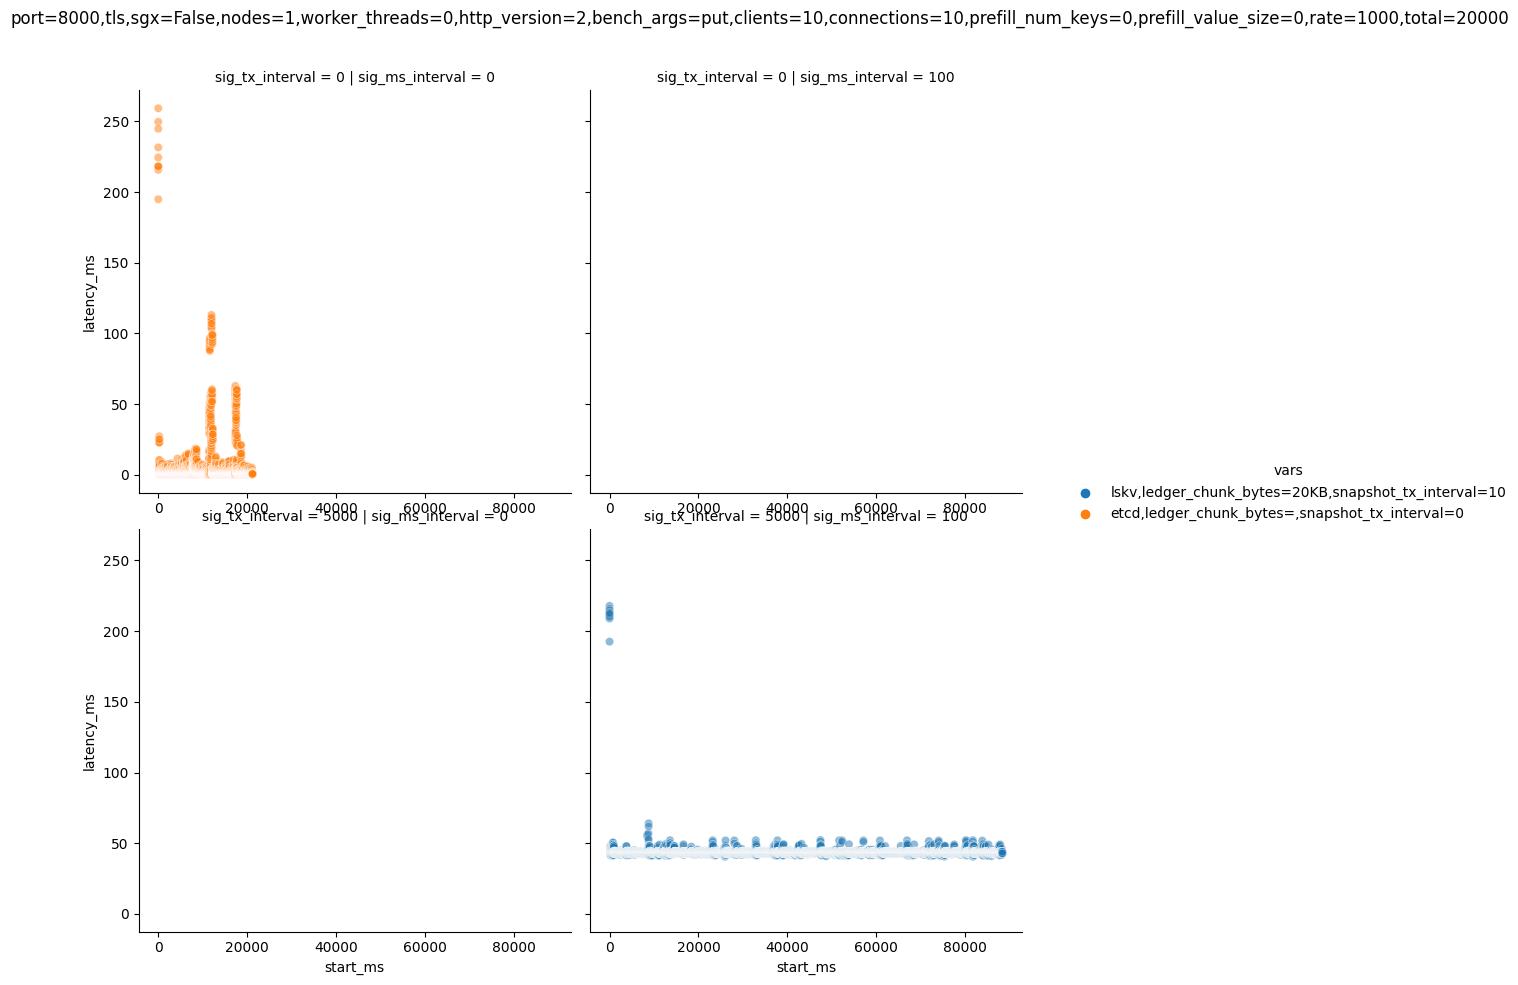 port=8000,tls,sgx=False,nodes=1,worker_threads=0,http_version=2,bench_args=put,clients=10,connections=10,prefill_num_keys=0,prefill_value_size=0,rate=1000,total=20000
sig_tx_interval = 0 | sig_ms_interval = 0
sig_tx_interval = 0 | sig_ms_interval = 100
250
200
150
100
50
0
latency_ms
0 20000 40000 60000 80000
0 20000 40000 60000 80000
vars
lskv,ledger_chunk_bytes=20KB,snapshot_tx_interval=10
etcd,ledger_chunk_bytes=,snapshot_tx_interval=0
sig_tx_interval = 5000 | sig_ms_interval = 0
sig_tx_interval = 5000 | sig_ms_interval = 100
250
200
150
100
50
0
latency_ms
0 20000 40000 60000 80000
start_ms
0 20000 40000 60000 80000
start_ms